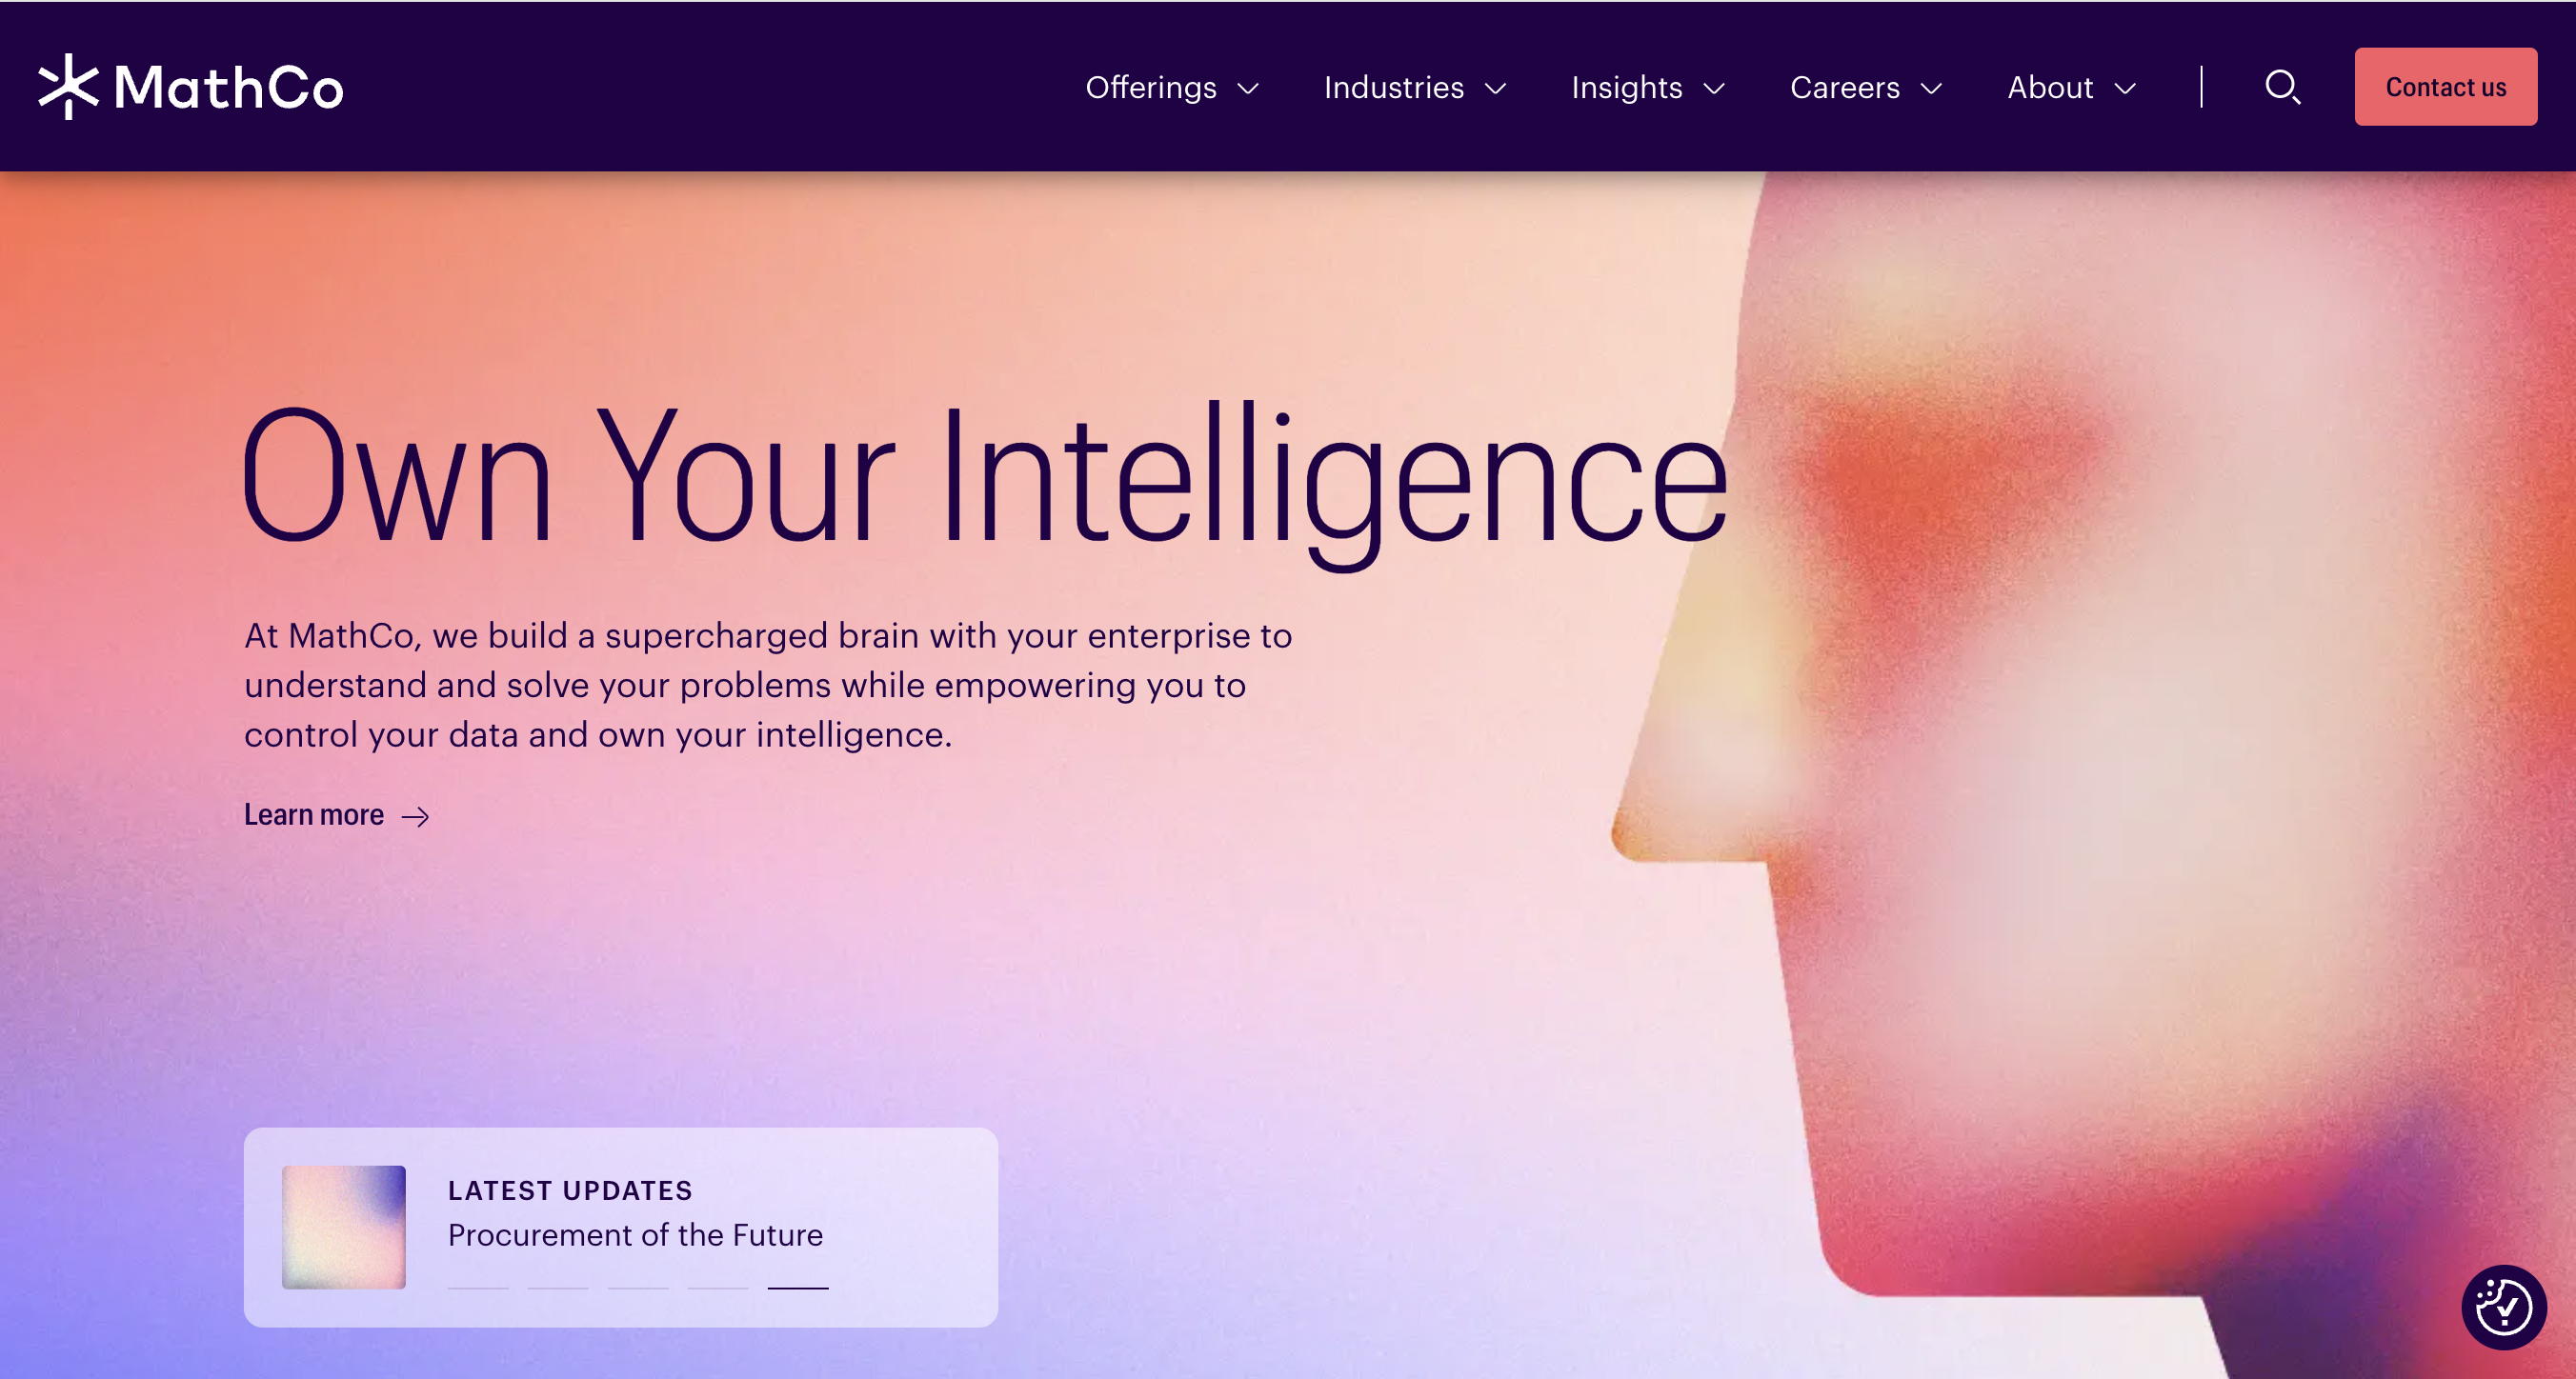 MathCo
Offerings
Industries
Insights
Careers
About
Contact us
Own Your Intelligence
At MathCo, we build a supercharged brain with your enterprise to
understand and solve your problems while empowering you to
control your data and own your intelligence.
Learn more
LATEST UPDATES
Procurement of the Future